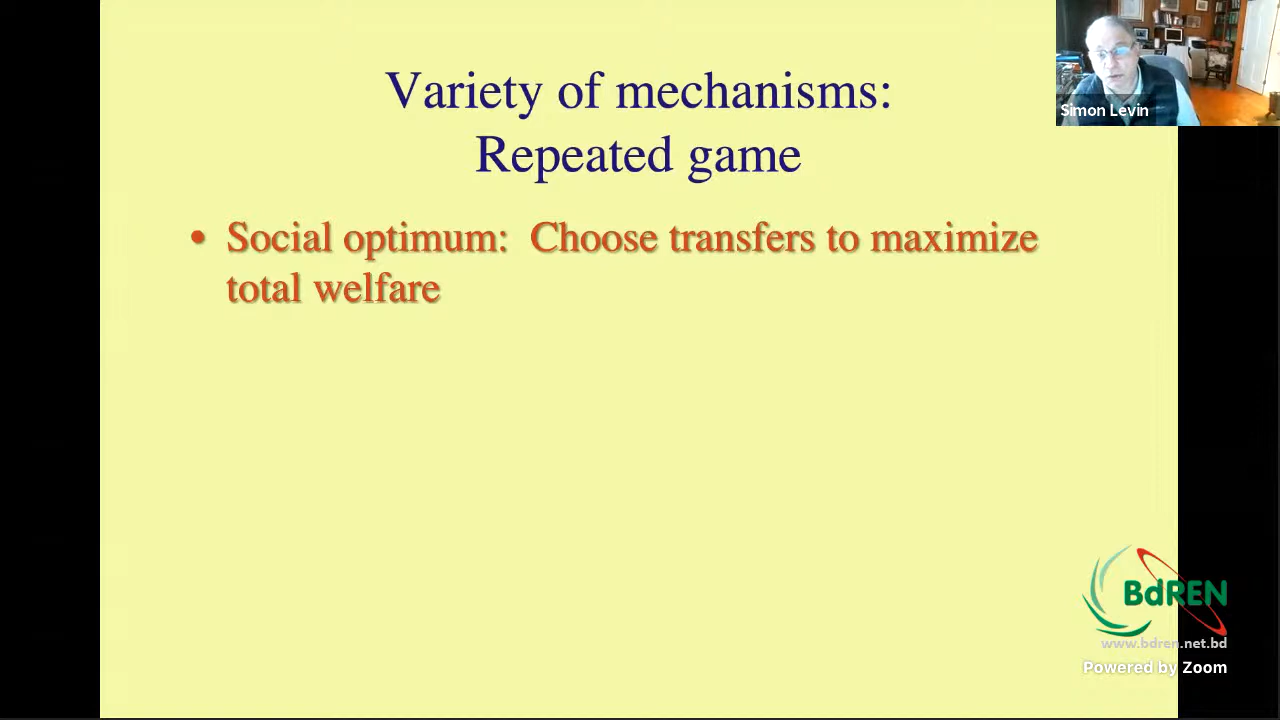 Variety of mechanisms:
Repeated game
• Social optimum: Choose transfers to maximize
total welfare
Simon Levin
BdREN
www.bdren.net.bd
Powered by Zoom